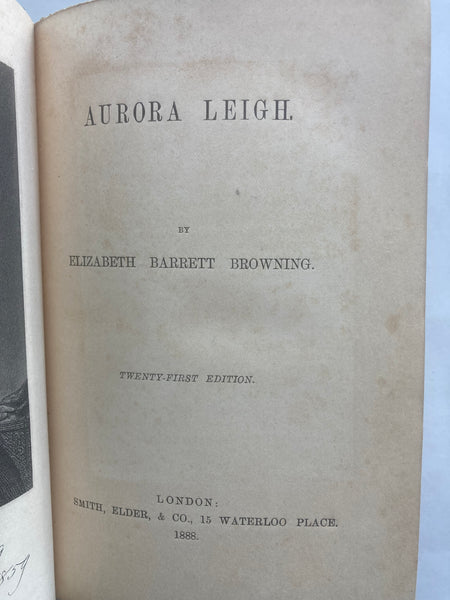 AURORA LEIGH.
BY
ELIZABETH BARRETT BROWNING.
TWENTY-FIRST EDITION.
LONDON:
SMITH, ELDER, & CO., 15 WATERLOO PLACE.
1888.